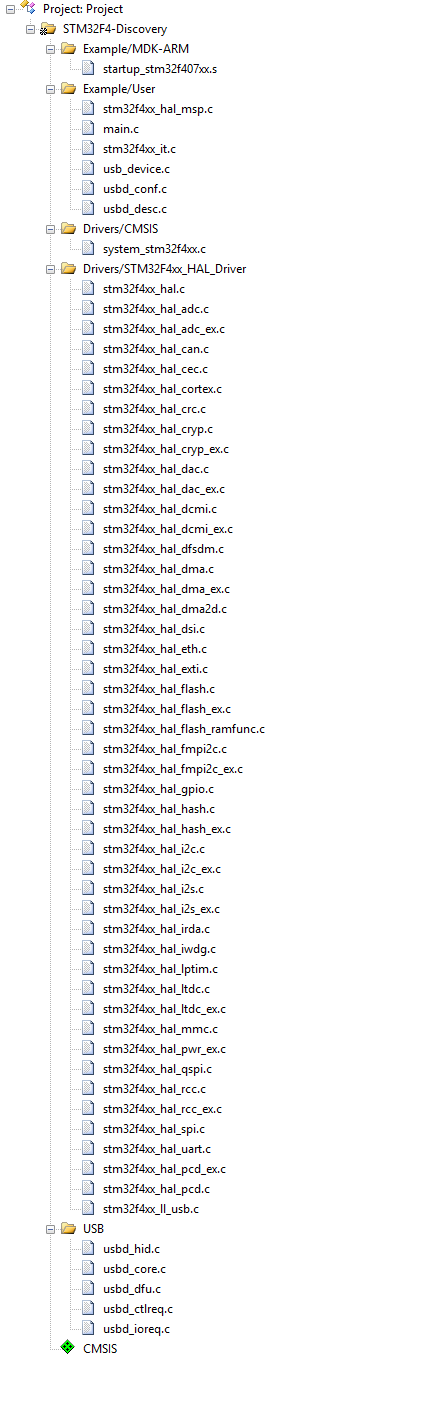 Project: Project
STM32F4-Discovery
Example/MDK-ARM
startup_stm32f407xx.s
Example/User
stm32f4xx_hal_msp.c
main.c
stm32f4xx_it.c
usb_device.c
usbd_conf.c
usbd_desc.c
Drivers/CMSIS
system_stm32f4xx.c
Drivers/STM32F4xx_HAL_Driver
stm32f4xx_hal.c
stm32f4xx_hal_adc.c
stm32f4xx_hal_adc_ex.c
stm32f4xx_hal_can.c
stm32f4xx_hal_cec.c
stm32f4xx_hal_cortex.c
stm32f4xx_hal_crc.c
stm32f4xx_hal_cryp.c
stm32f4xx_hal_cryp_ex.c
stm32f4xx_hal_dac.c
stm32f4xx_hal_dac_ex.c
stm32f4xx_hal_dcmi.c
stm32f4xx_hal_dcmi_ex.c
stm32f4xx_hal_dfsdm.c
stm32f4xx_hal_dma.c
stm32f4xx_hal_dma_ex.c
stm32f4xx_hal_dma2d.c
stm32f4xx_hal_dsi.c
stm32f4xx_hal_eth.c
stm32f4xx_hal_exti.c
stm32f4xx_hal_flash.c
stm32f4xx_hal_flash_ex.c
stm32f4xx_hal_flash_ramfunc.c
stm32f4xx_hal_fmpi2c.c
stm32f4xx_hal_fmpi2c_ex.c
stm32f4xx_hal_gpio.c
stm32f4xx_hal_hash.c
stm32f4xx_hal_hash_ex.c
stm32f4xx_hal_i2c.c
stm32f4xx_hal_i2c_ex.c
stm32f4xx_hal_i2s.c
stm32f4xx_hal_i2s_ex.c
stm32f4xx_hal_irda.c
stm32f4xx_hal_iwdg.c
stm32f4xx_hal_lptim.c
stm32f4xx_hal_ltdc.c
stm32f4xx_hal_ltdc_ex.c
stm32f4xx_hal_mmc.c
stm32f4xx_hal_pwr_ex.c
stm32f4xx_hal_qspi.c
stm32f4xx_hal_rcc.c
stm32f4xx_hal_rcc_ex.c
stm32f4xx_hal_spi.c
stm32f4xx_hal_uart.c
stm32f4xx_hal_pcd_ex.c
stm32f4xx_hal_pcd.c
stm32f4xx_ll_usb.c
USB
usbd_hid.c
usbd_core.c
usbd_dfu.c
usbd_ctlreq.c
usbd_ioreq.c
CMSIS